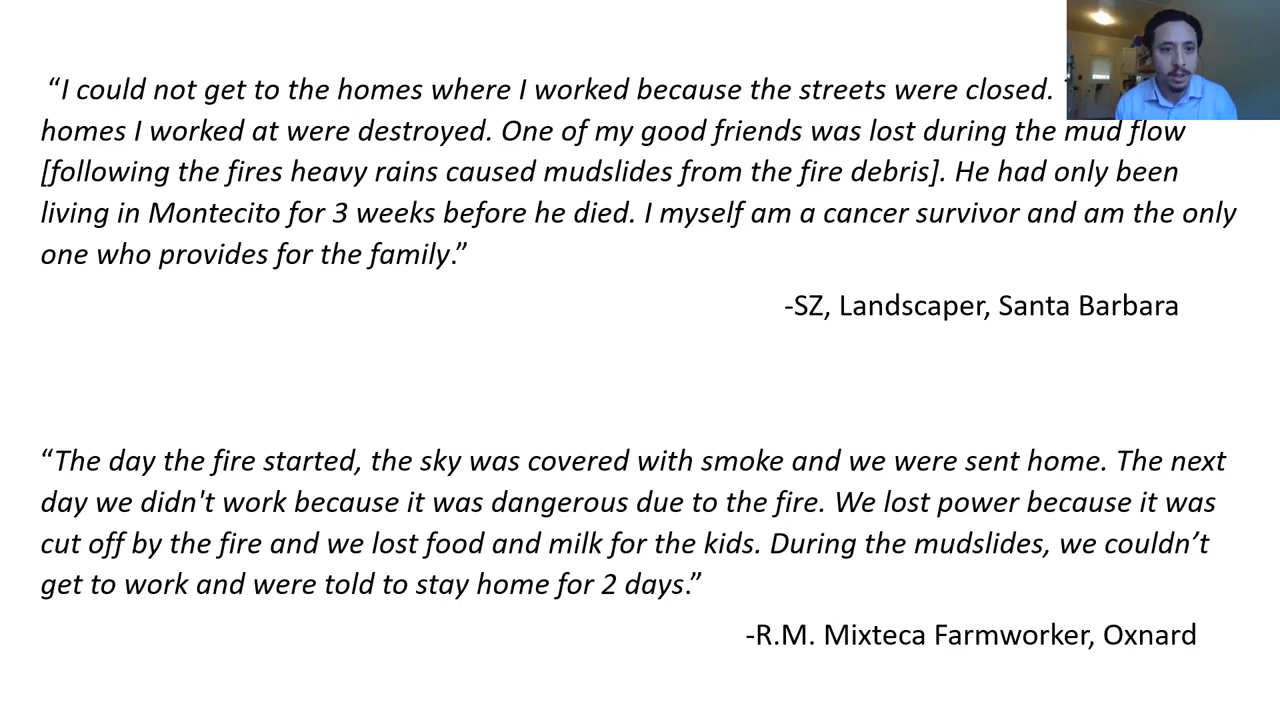 “I could not get to the homes where I worked because the streets were closed.
homes I worked at were destroyed. One of my good friends was lost during the mud flow
[following the fires heavy rains caused mudslides from the fire debris]. He had only been
living in Montecito for 3 weeks before he died. I myself am a cancer survivor and am the only
one who provides for the family.”
-SZ, Landscaper, Santa Barbara
“The day the fire started, the sky was covered with smoke and we were sent home. The next
day we didn't work because it was dangerous due to the fire. We lost power because it was
cut off by the fire and we lost food and milk for the kids. During the mudslides, we couldn’t
get to work and were told to stay home for 2 days.”
-R.M. Mixteca Farmworker, Oxnard